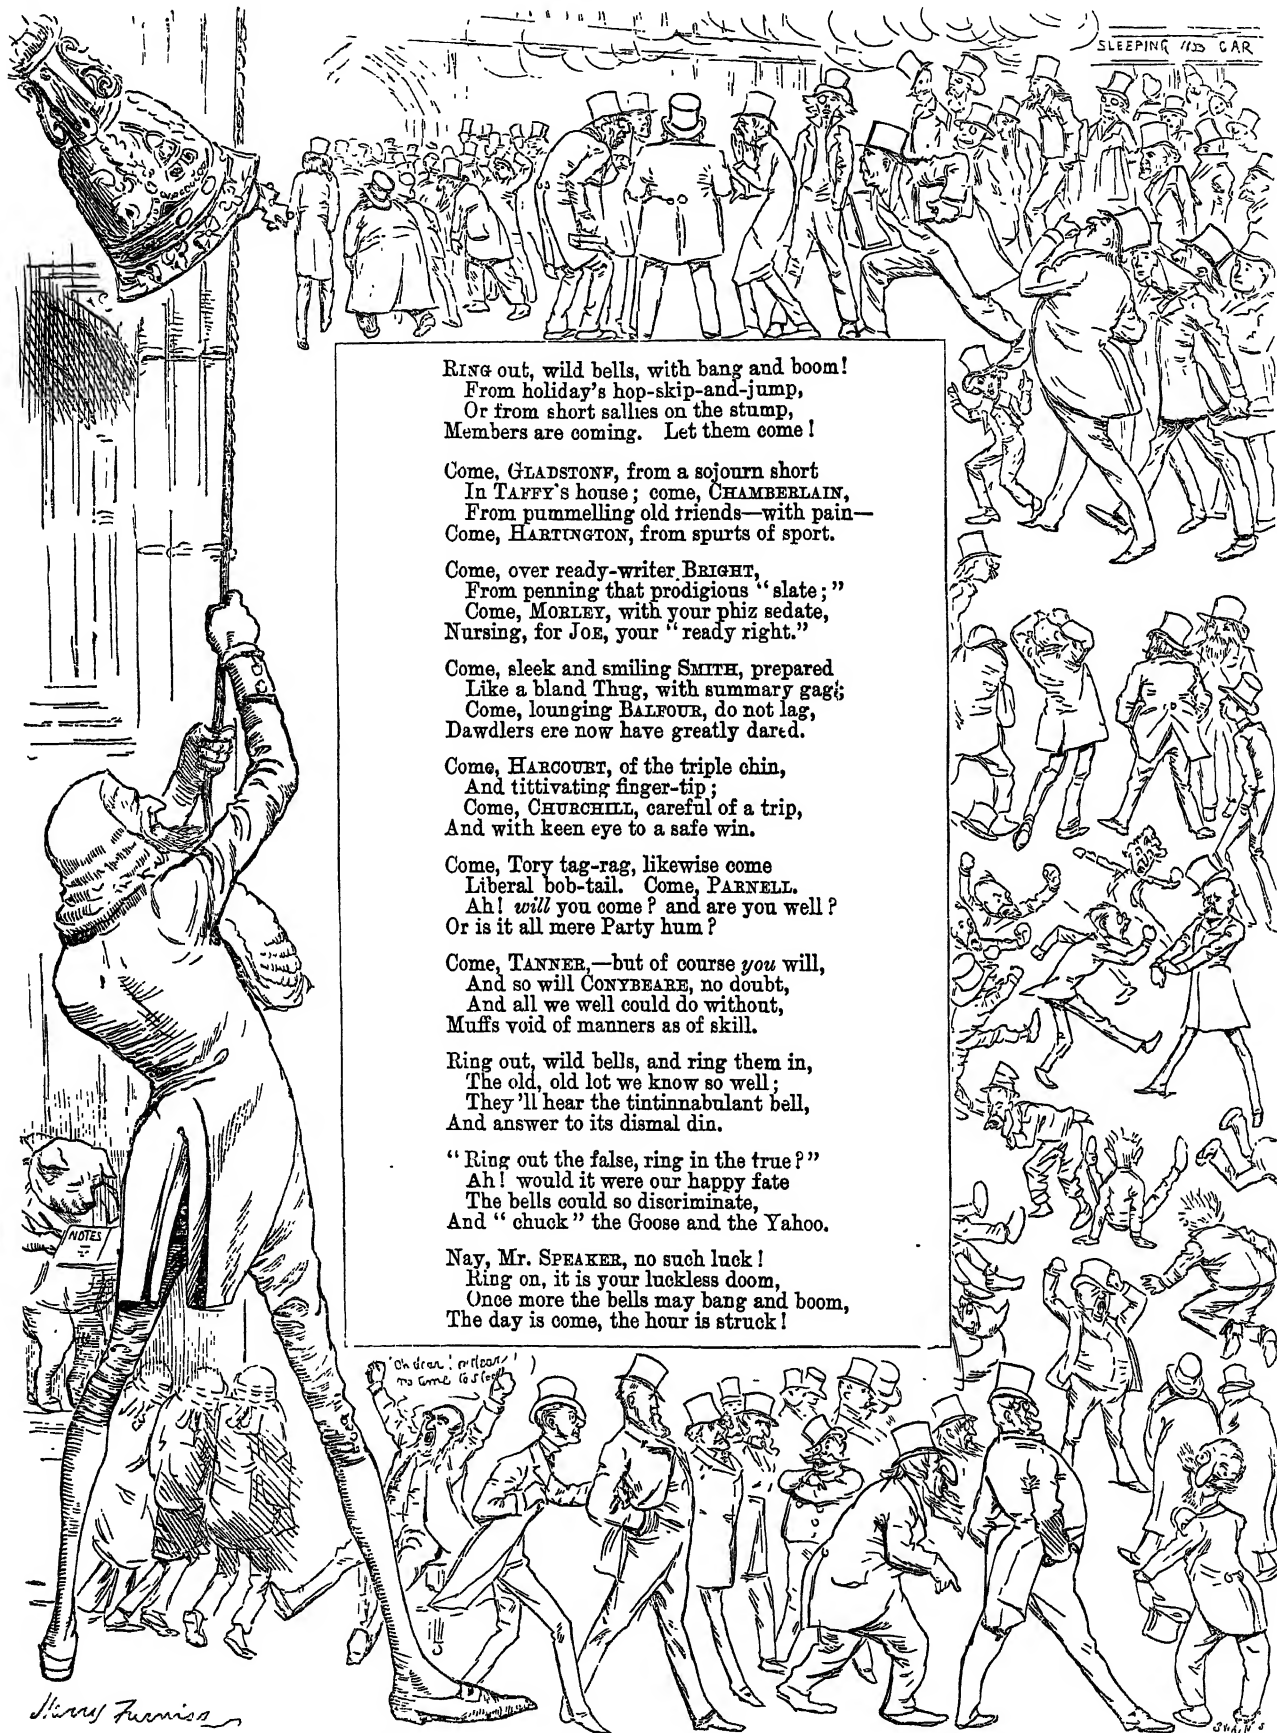 SLEEPING CAR
RING out, wild bells, with bang and boom!
From holiday's hop-skip-and-jump,
Or from short sallies on the stump,
Members are coming. Let them come!
Come, GLADSTONE, from a sojourn short
In TAFFY's house; come, CHAMBERLAIN,
From pummelling old friends—with pain—
Come, HARTINGTON, from spurts of sport.
Come, over ready-writer BRIGHT,
From penning that prodigious "slate;"
Come, MORLEY, with your phiz sedate,
Nursing, for JOE, your "ready right."
Come, sleek and smiling SMITH, prepared
Like a bland Thug, with summary gag;
Come, lounging BALFOUR, do not lag,
Dawdlers ere now have greatly dared.
Come, HARCOURT, of the triple chin,
And tittivating finger-tip;
Come, CHURCHILL, careful of a trip,
And with keen eye to a safe win.
Come, Tory tag-rag, likewise come
Liberal bob-tail. Come, PARNELL.
Ah! will you come? and are you well?
Or is it all mere Party hum?
Come, TANNER,—but of course you will,
And so will CONYBEARE, no doubt,
And all we well could do without,
Muffs void of manners as of skill.
Ring out, wild bells, and ring them in,
The old, old lot we know so well;
They'll hear the tintinnabulant bell,
And answer to its dismal din.
"Ring out the false, ring in the true?"
Ah! would it were our happy fate
The bells could so discriminate,
And "chuck" the Goose and the Yahoo.
Nay, Mr. SPEAKER, no such luck!
Ring on, it is your luckless doom,
Once more the bells may bang and boom,
The day is come, the hour is struck!
NOTES
Oh dear!
no time to
Harry Furniss